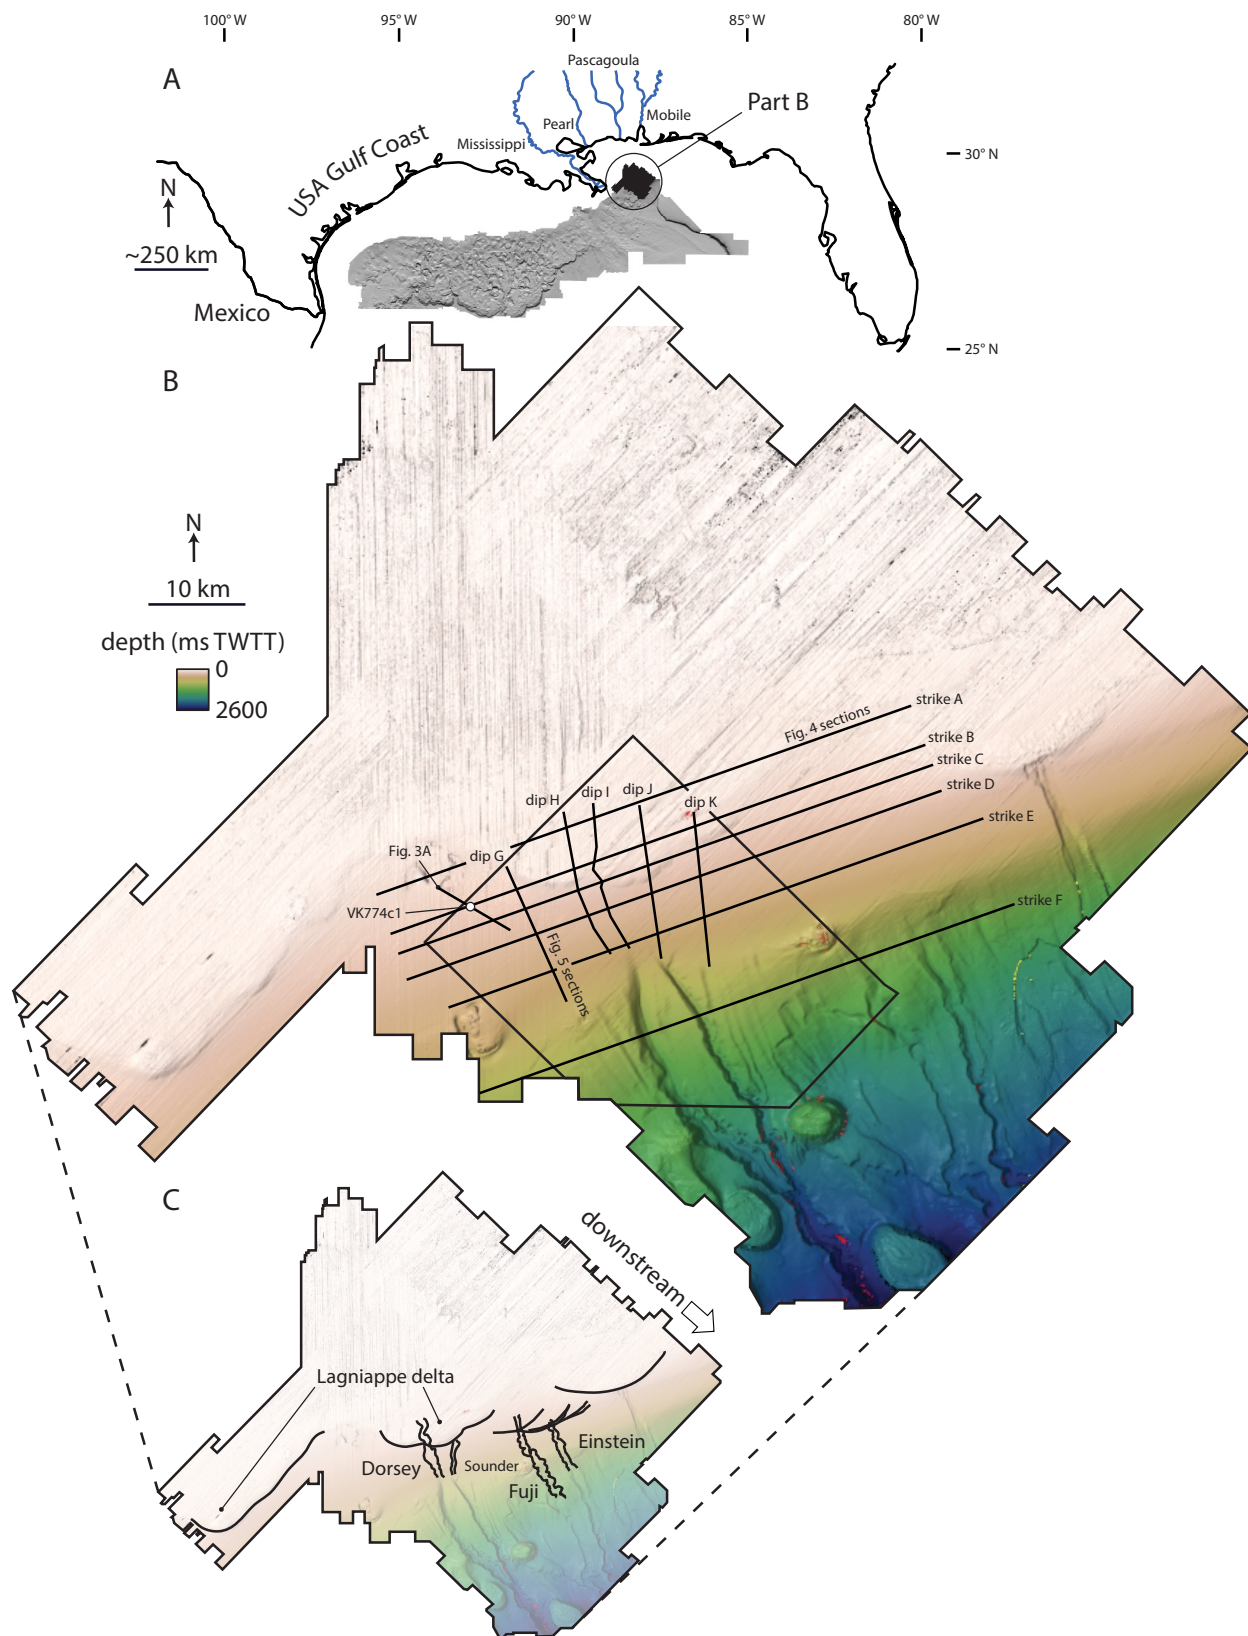 100°W 95°W 90°W 85°W 80°W
A
Pascagoula
Part B
Mobile
Pearl
Mississippi
USA Gulf Coast
30° N
N
~250 km
Mexico
25° N
B
N
10 km
depth (ms TWTT)
0
2600
strike A
Fig. 4 sections
strike B
strike C
strike D
strike E
strike F
dip H
dip I
dip J
dip K
dip G
Fig. 3A
VK774c1
Fig. 5 sections
C
downstream
Lagniappe delta
Dorsey
Sounder
Fuji
Einstein